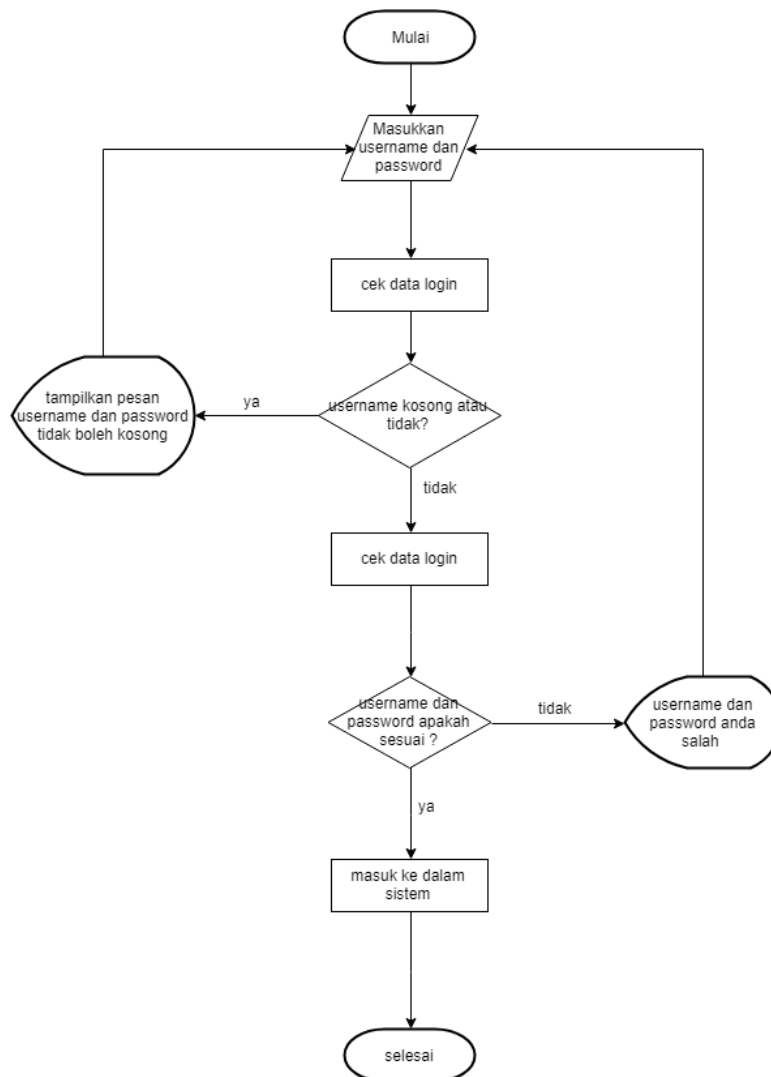 Mulai
Masukkan
username dan
password
cek data login
username kosong atau
tidak?
ya
tampilkan pesan
username dan password
tidak boleh kosong
tidak
cek data login
username dan
password apakah
sesuai ?
tidak
username dan
password anda
salah
ya
masuk ke dalam
sistem
selesai